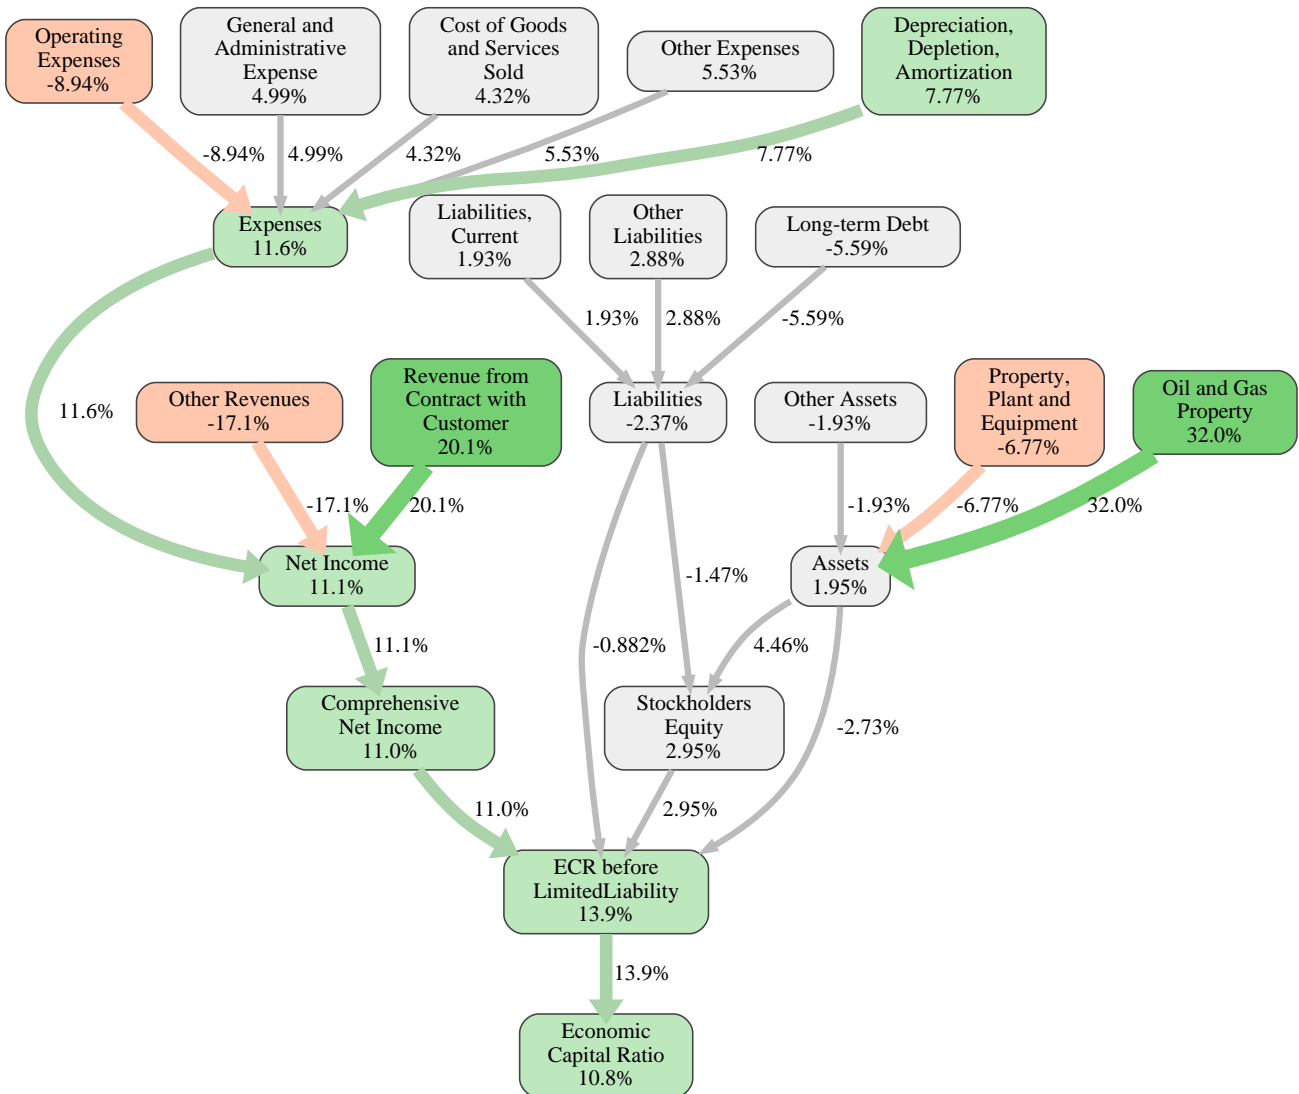 Operating
Expenses
-8.94%
General and
Administrative
Expense
4.99%
Cost of Goods
and Services
Sold
4.32%
Other Expenses
5.53%
Depreciation,
Depletion,
Amortization
7.77%
-8.94%
4.99%
4.32%
5.53%
7.77%
Expenses
11.6%
Liabilities,
Current
1.93%
Other
Liabilities
2.88%
Long-term Debt
-5.59%
1.93%
2.88%
-5.59%
11.6%
Other Revenues
-17.1%
Revenue from
Contract with
Customer
20.1%
Liabilities
-2.37%
Other Assets
-1.93%
Property,
Plant and
Equipment
-6.77%
Oil and Gas
Property
32.0%
-17.1%
20.1%
-1.93%
-6.77%
32.0%
Net Income
11.1%
-1.47%
Assets
1.95%
11.1%
-0.882%
4.46%
Comprehensive
Net Income
11.0%
Stockholders
Equity
2.95%
-2.73%
11.0%
2.95%
ECR before
LimitedLiability
13.9%
13.9%
Economic
Capital Ratio
10.8%